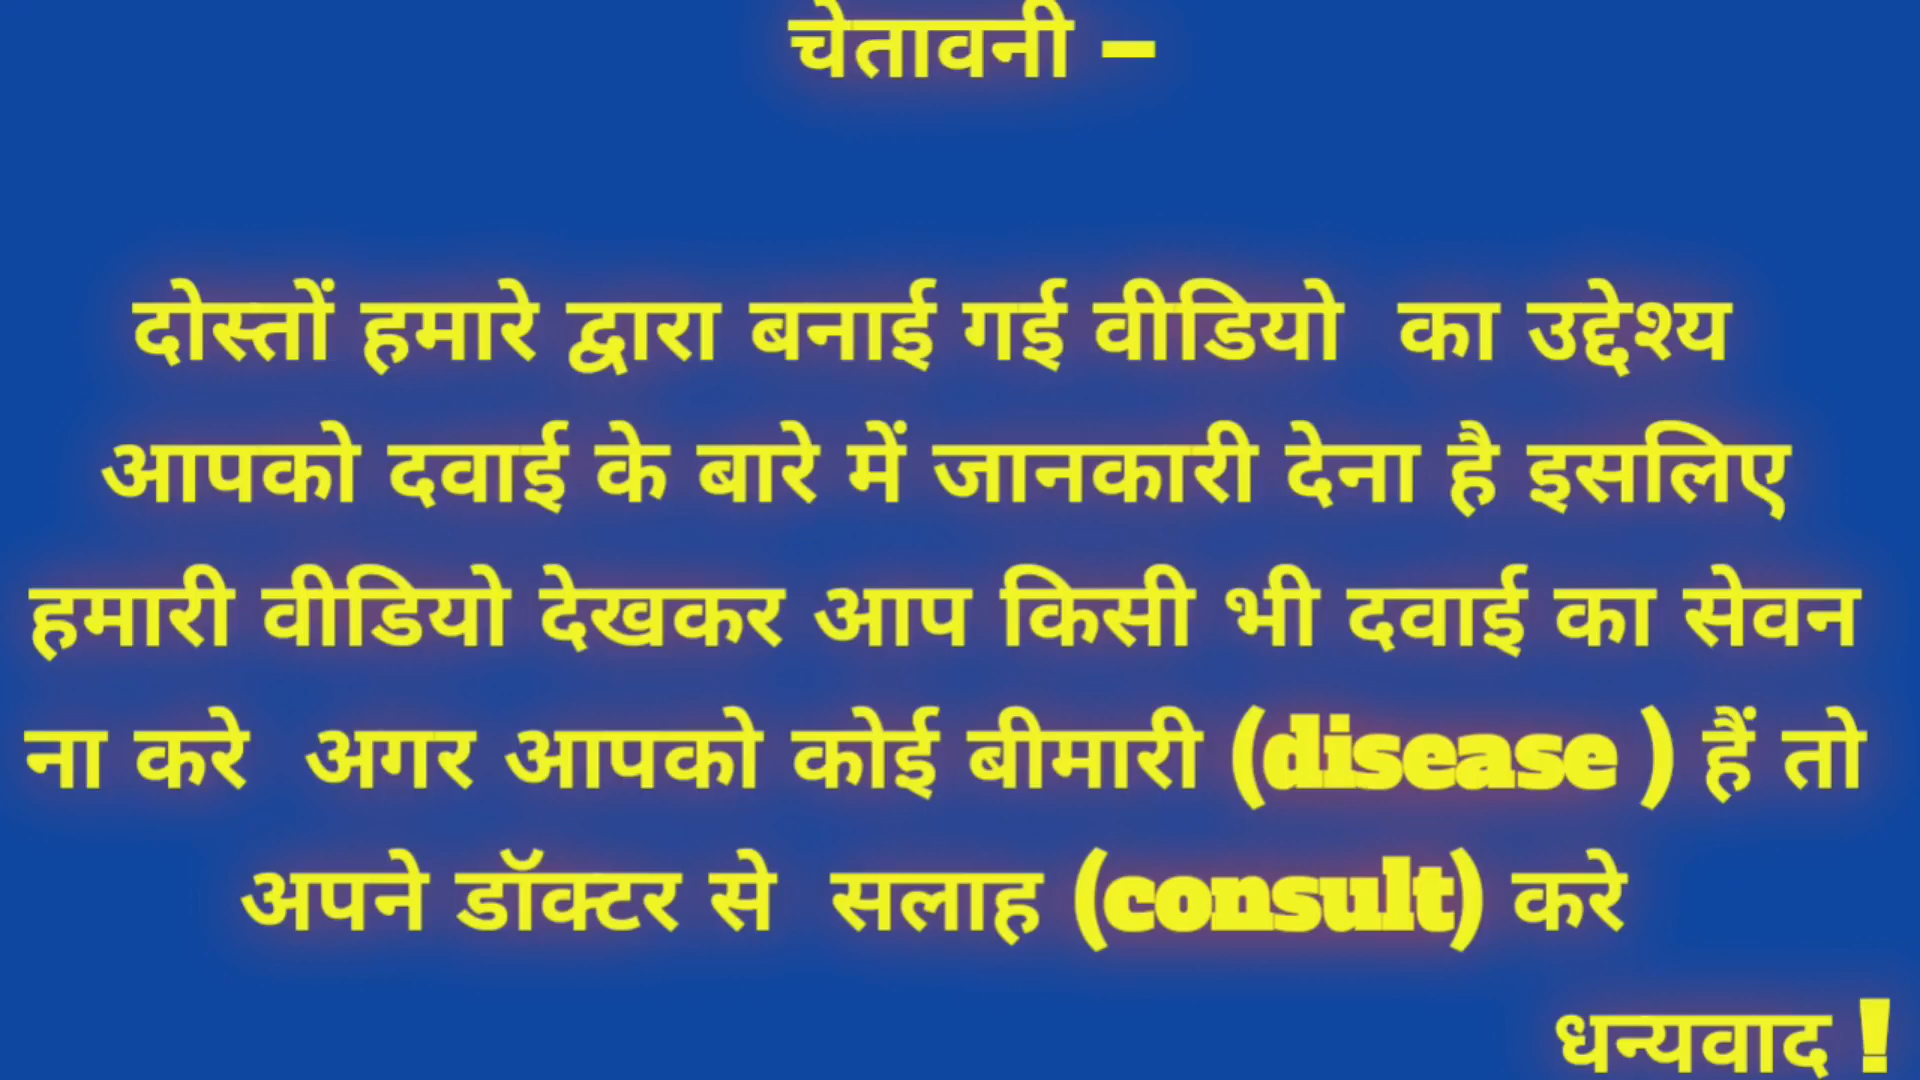 चेतावनी –
दोस्तों हमारे द्वारा बनाई गई वीडियो का उद्देश्य
आपको दवाई के बारे में जानकारी देना है इसलिए
हमारी वीडियो देखकर आप किसी भी दवाई का सेवन
ना करे अगर आपको कोई बीमारी (disease ) हैं तो
अपने डॉक्टर से सलाह (consult) करे
धन्यवाद !